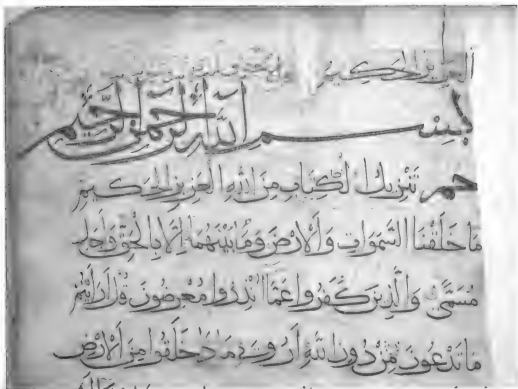 العزيز الحكيم
بسم الله الرحمن الرحيم
حم تنزيل الكتاب من الله العزيز الحكيم
ما خلقنا السموات والارض وما بينهما الا بالحق واجل
مسمى والذين كفروا عما انذروا معرضون قل ارايتم
ما تدعون من دون الله اروني ماذا خلقوا من الارض